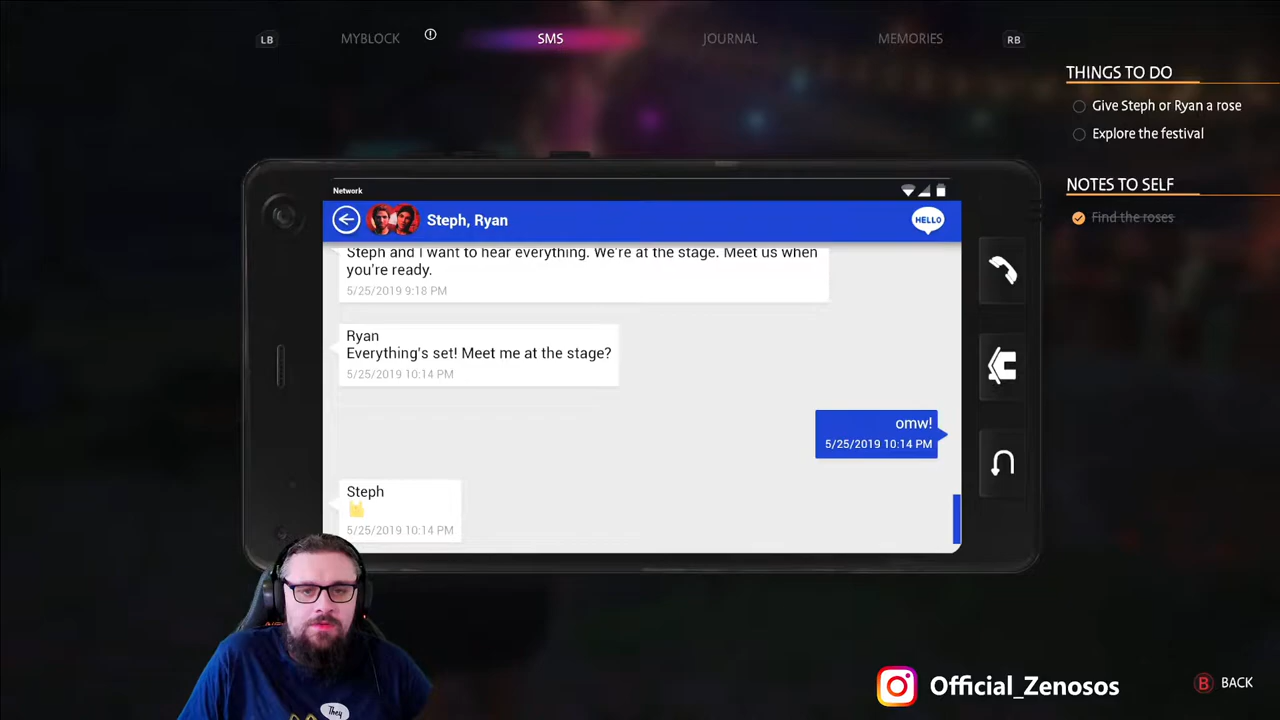 LB
MYBLOCK
SMS
JOURNAL
MEMORIES
RB
THINGS TO DO
Give Steph or Ryan a rose
Explore the festival
NOTES TO SELF
Find the roses
Network
Steph, Ryan
HELLO
Steph and I want to hear everything. We're at the stage. Meet us when
you're ready.
5/25/2019 9:18 PM
Ryan
Everything's set! Meet me at the stage?
5/25/2019 10:14 PM
omw!
5/25/2019 10:14 PM
Steph
5/25/2019 10:14 PM
They
Official_Zenosos
B BACK